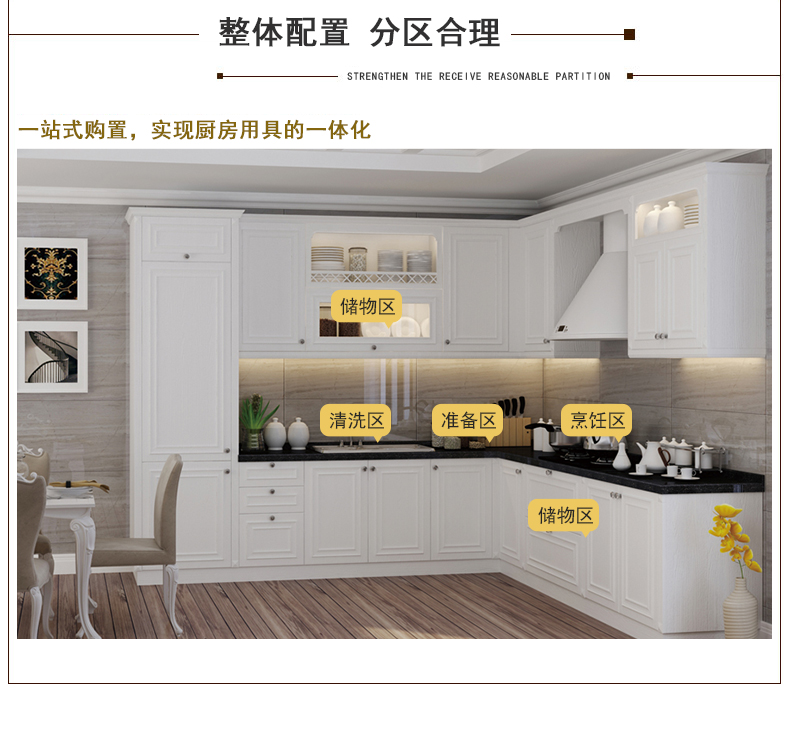 整体配置 分区合理
STRENGTHEN THE RECEIVE REASONABLE PARTITION
一站式购置，实现厨房用具的一体化
储物区
清洗区
准备区
烹饪区
储物区